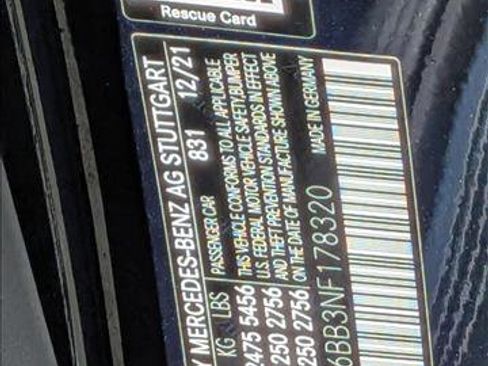 Rescue Card
MERCEDES-BENZ AG STUTTGART
831 12/21
KG LBS PASSENGER CAR
2475 5456 THIS VEHICLE CONFORMS TO ALL APPLICABLE
1250 2756 U.S. FEDERAL MOTOR VEHICLE SAFETY, BUMPER
1250 2756 AND THEFT PREVENTION STANDARDS IN EFFECT
ON THE DATE OF MANUFACTURE SHOWN ABOVE
MADE IN GERMANY
6BB3NF178320